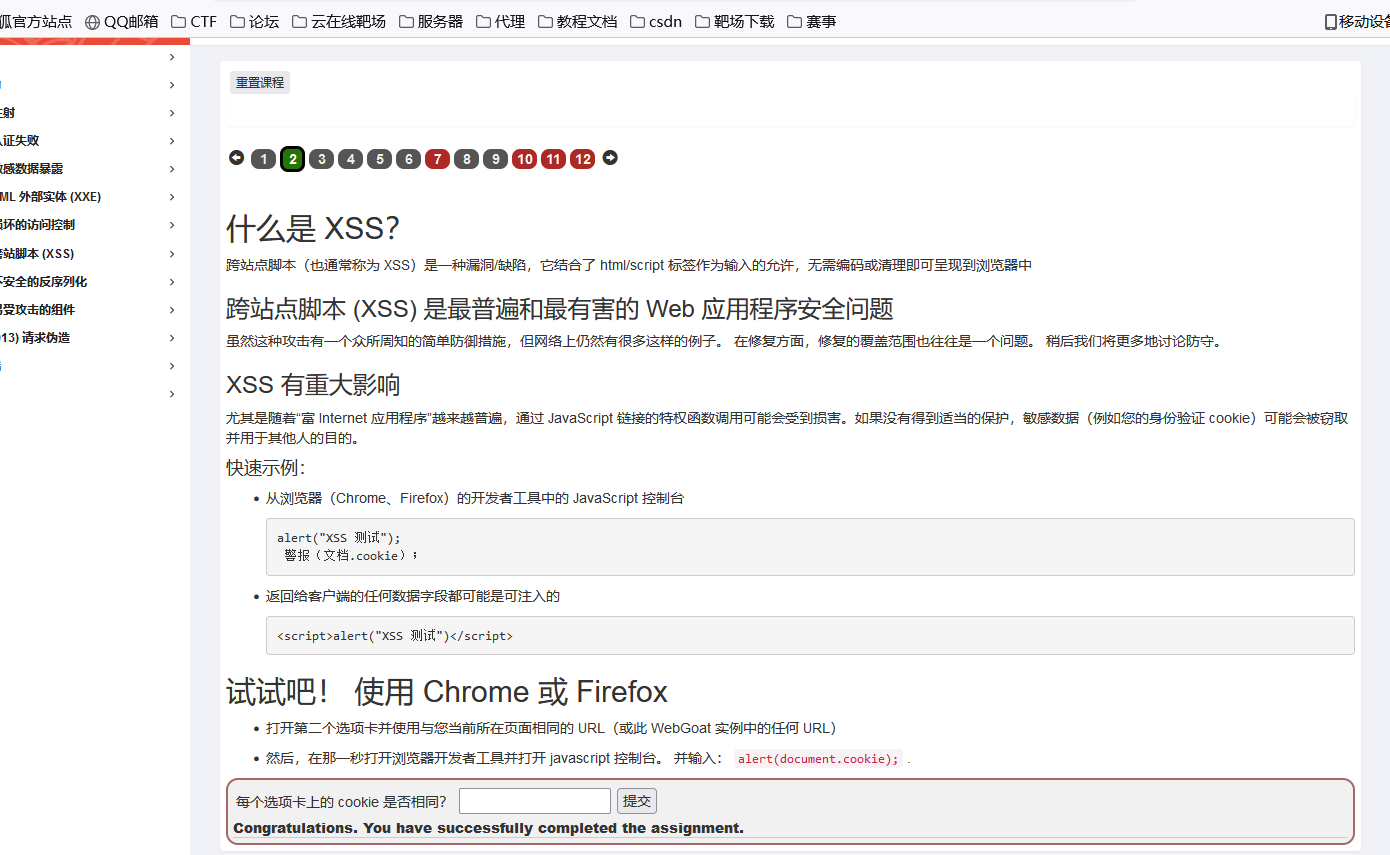 狐官方站点 QQ邮箱 CTF 论坛 云在线靶场 服务器 代理 教程文档 csdn 靶场下载 赛事 移动设备
重置课程
注射
认证失败
敏感数据暴露
XML 外部实体 (XXE)
损坏的访问控制
跨站脚本 (XSS)
不安全的反序列化
易受攻击的组件
013) 请求伪造
1 2 3 4 5 6 7 8 9 10 11 12
什么是 XSS？
跨站点脚本（也通常称为 XSS）是一种漏洞/缺陷，它结合了 html/script 标签作为输入的允许，无需编码或清理即可呈现到浏览器中
跨站点脚本 (XSS) 是最普遍和最有害的 Web 应用程序安全问题
虽然这种攻击有一个众所周知的简单防御措施，但网络上仍然有很多这样的例子。 在修复方面，修复的覆盖范围也往往是一个问题。 稍后我们将更多地讨论防守。
XSS 有重大影响
尤其是随着“富 Internet 应用程序”越来越普遍，通过 JavaScript 链接的特权函数调用可能会受到损害。如果没有得到适当的保护，敏感数据（例如您的身份验证 cookie）可能会被窃取
并用于其他人的目的。
快速示例：
• 从浏览器（Chrome、Firefox）的开发者工具中的 JavaScript 控制台
alert("XSS 测试");
警报（文档.cookie）；
• 返回给客户端的任何数据字段都可能是可注入的
<script>alert("XSS 测试")</script>
试试吧！ 使用 Chrome 或 Firefox
• 打开第二个选项卡并使用与您当前所在页面相同的 URL（或此 WebGoat 实例中的任何 URL）
• 然后，在那一秒打开浏览器开发者工具并打开 javascript 控制台。 并输入： alert(document.cookie); .
每个选项卡上的 cookie 是否相同？ 提交
Congratulations. You have successfully completed the assignment.